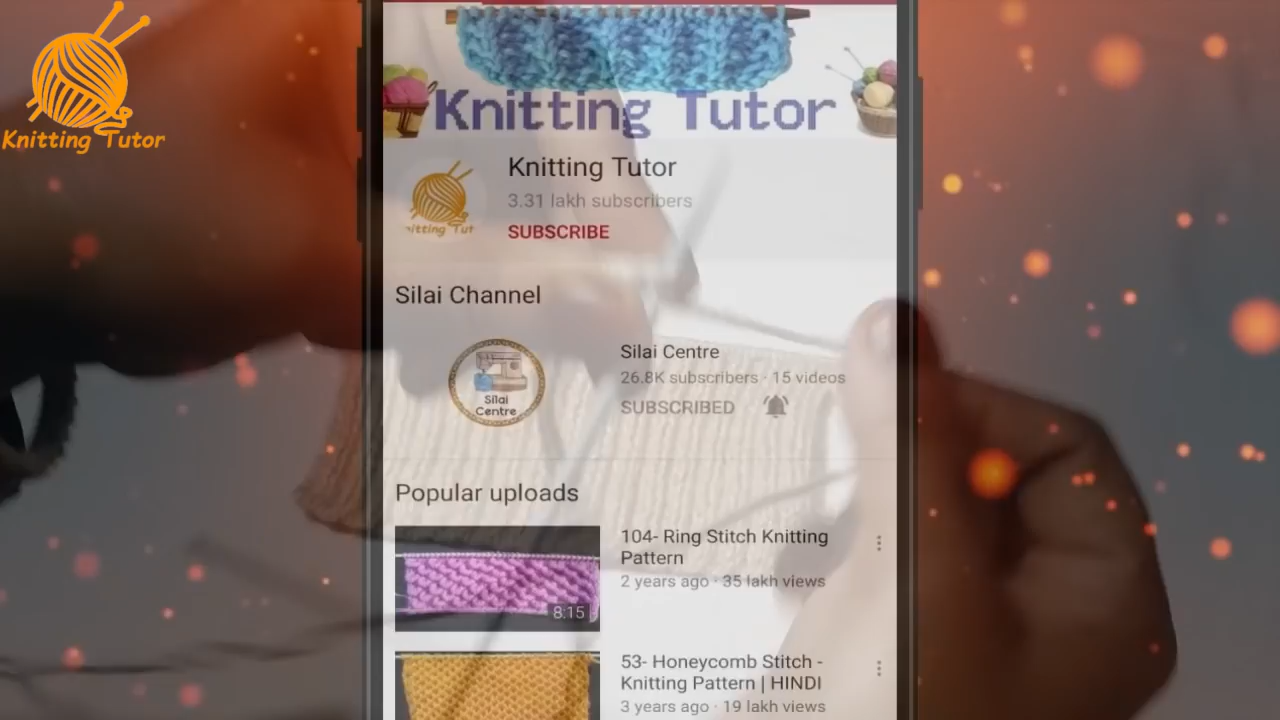 Knitting Tutor
Knitting Tutor
Knitting Tutor
3.31 lakh subscribers
SUBSCRIBE
Silai Channel
Silai Centre
Silai Centre
26.8K subscribers · 15 videos
SUBSCRIBED
Popular uploads
104- Ring Stitch Knitting
Pattern
2 years ago · 35 lakh views
8:15
53- Honeycomb Stitch -
Knitting Pattern | HINDI
3 years ago · 19 lakh views